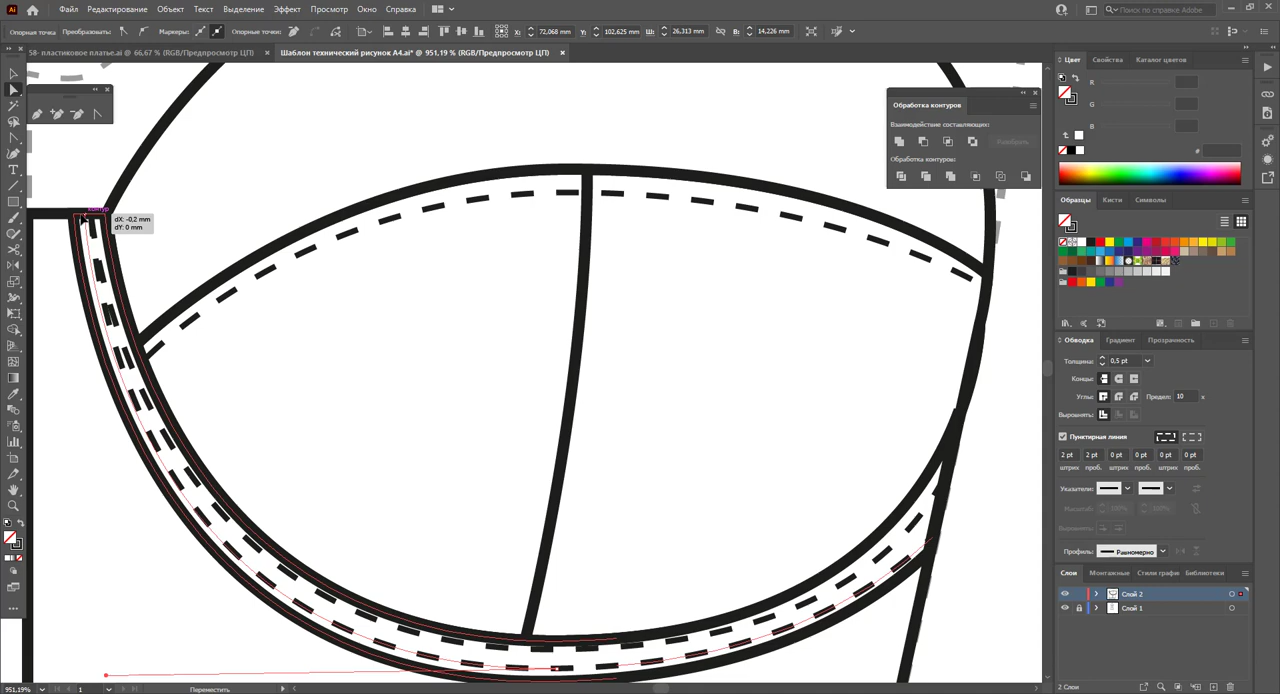 Ai Файл Редактирование Объект Текст Выделение Эффект Просмотр Окно Справка Поиск по справке Adobe
Опорная точка Преобразовать: Маркеры: Опорные точки: X: 72,068 mm Y: 102,625 mm Ш: 26,313 mm В: 14,226 mm
58- пластиковое платье.ai @ 66,67 % (RGB/Предпросмотр ЦП) × Шаблон технический рисунок А4.ai* @ 951,19 % (RGB/Предпросмотр ЦП) ×
Цвет Свойства Каталог цветов
R
G
B
#
Обработка контуров
Взаимодействие составляющих:
Разобрать
Обработка контуров:
Образцы Кисти Символы
контур
dX: -0,2 mm
dY: 0 mm
Обводка Градиент Прозрачность
Толщина: 0,5 pt
Концы:
Углы: Предел: 10 x
Выровнять:
Пунктирная линия
2 pt 2 pt 0 pt 0 pt 0 pt 0 pt
штрих проб. штрих проб. штрих проб.
Указатели:
Масштаб: 100% 100%
Выровнять:
Профиль: Равномерно
Слои Монтажные Стили графи Библиотеки
Слой 2
Слой 1
2 Слоя
951,19% 1 Переместить